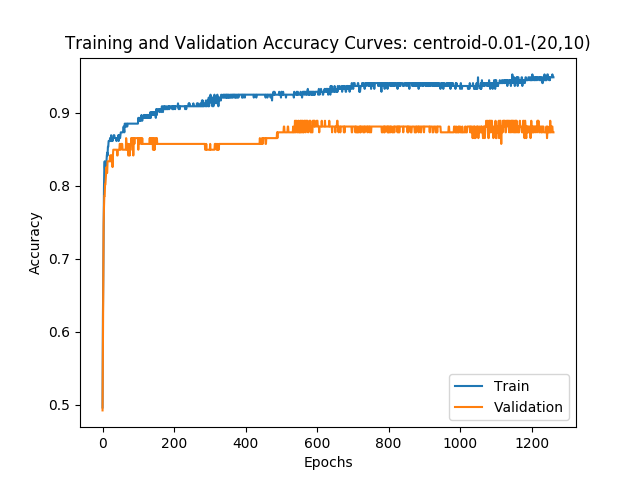 Training and Validation Accuracy Curves: centroid-0.01-(20,10)
0.9
0.8
0.7
0.6
0.5
Accuracy
Train
Validation
0 200 400 600 800 1000 1200
Epochs